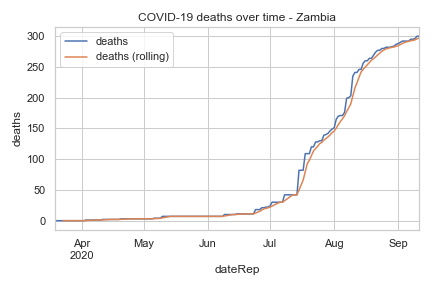 COVID-19 deaths over time - Zambia
deaths
deaths (rolling)
300
250
200
150
100
50
0
deaths
Apr
2020
May
Jun
Jul
Aug
Sep
dateRep